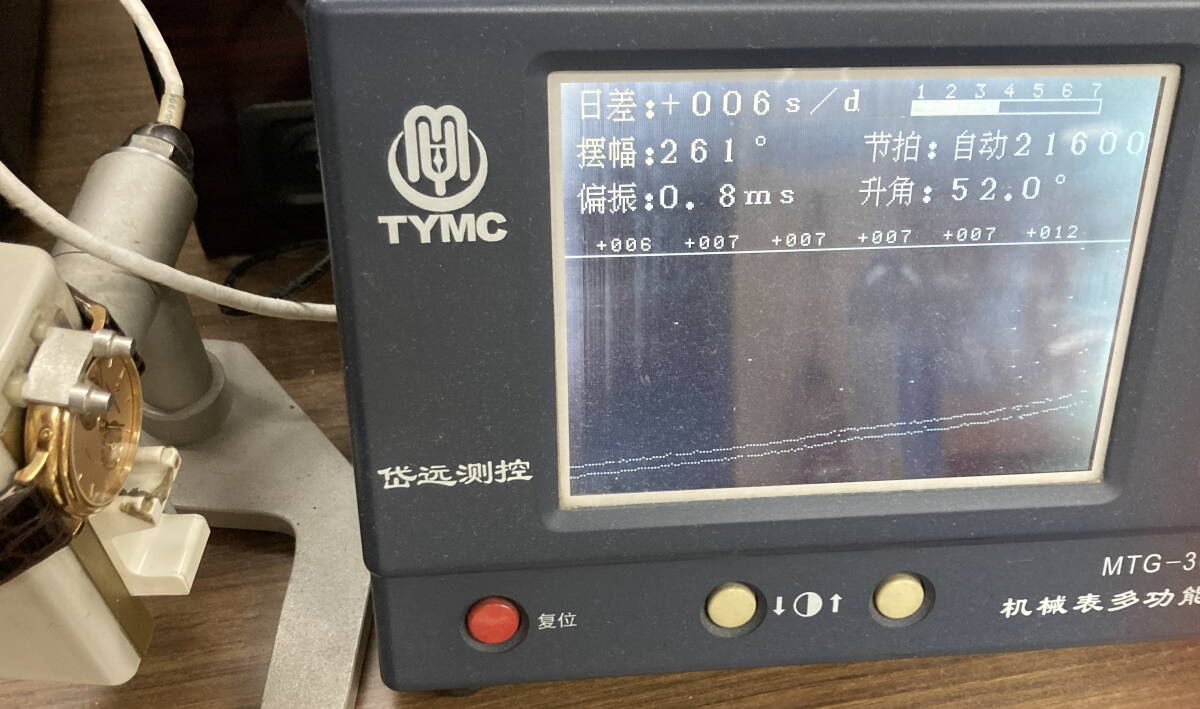 日差:+006s/d
1 2 3 4 5 6 7
摆幅:261°
节拍:自动21600
偏振:0.8ms
升角:52.0°
+006 +007 +007 +007 +007 +012
TYMC
岱远测控
MTG-3
复位
机械表多功能